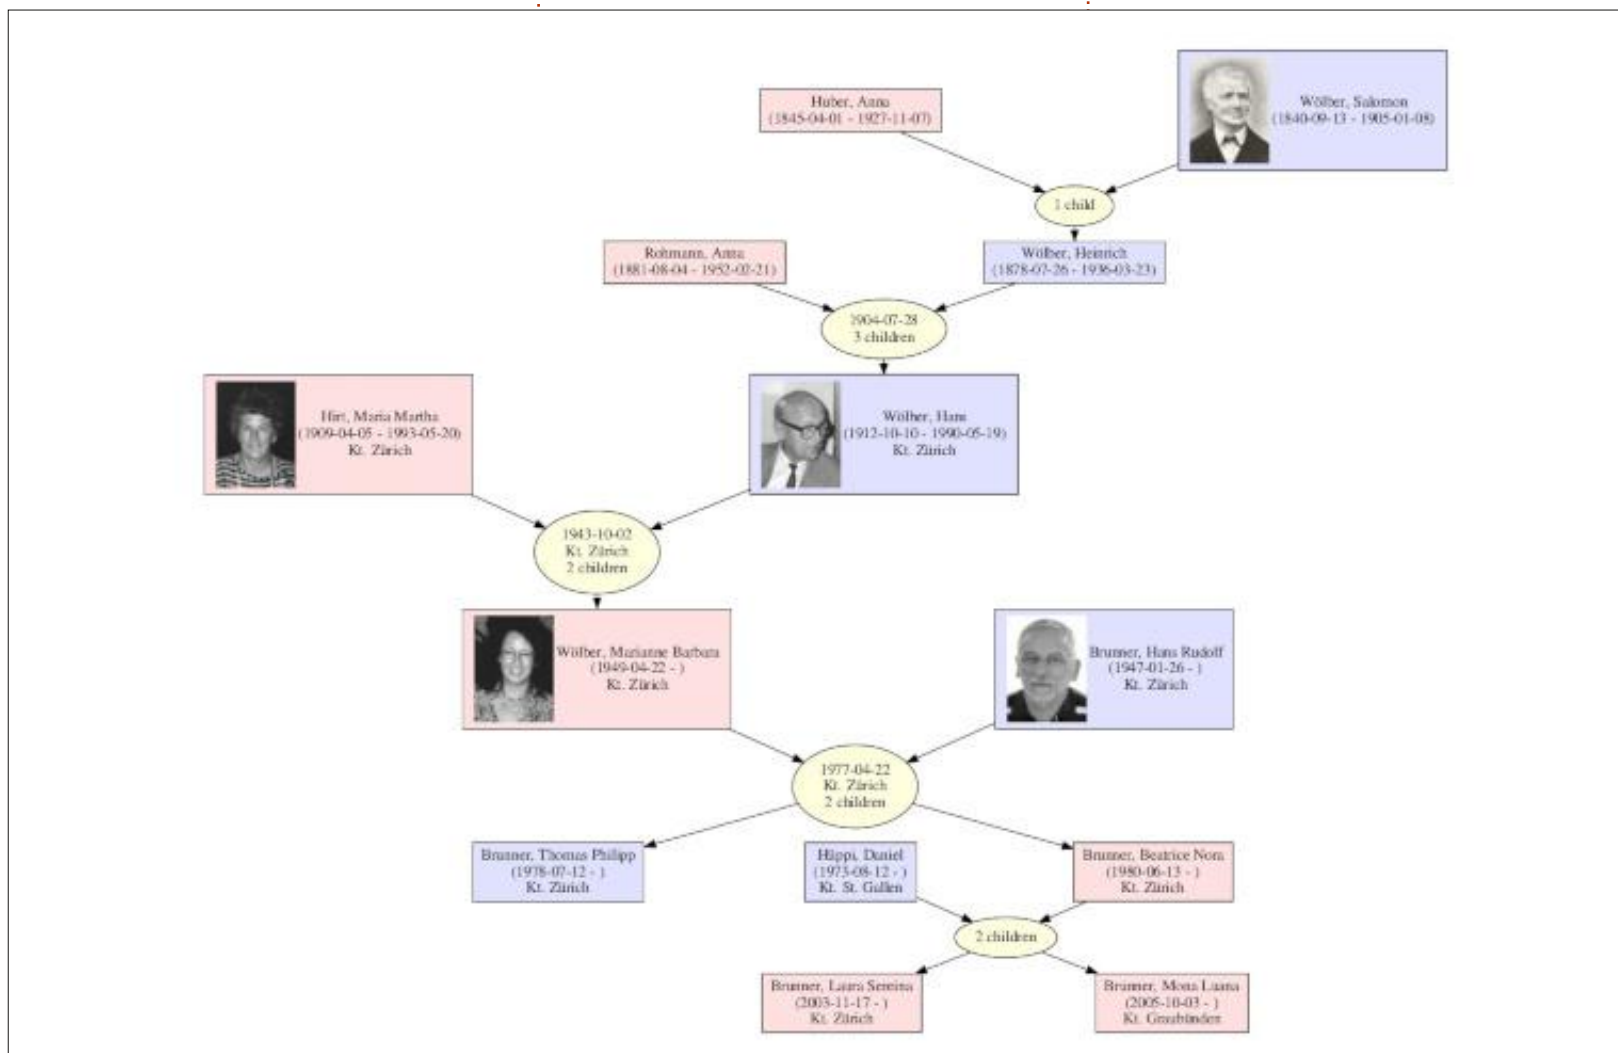 Huber, Anna
(1845-04-01 - 1927-11-07)
Wölber, Salomon
(1840-09-13 - 1905-01-08)
1 child
Rohmann, Anna
(1881-08-04 - 1952-02-21)
Wölber, Heinrich
(1878-07-26 - 1936-03-23)
1904-07-28
3 children
Hirt, Maria Martha
(1909-04-05 - 1993-05-20)
Kt. Zürich
Wölber, Hans
(1912-10-10 - 1990-05-19)
Kt. Zürich
1943-10-02
Kt. Zürich
2 children
Wölber, Marianne Barbara
(1949-04-22 - )
Kt. Zürich
Brunner, Hans Rudolf
(1947-01-26 - )
Kt. Zürich
1977-04-22
Kt. Zürich
2 children
Brunner, Thomas Philipp
(1978-07-12 - )
Kt. Zürich
Häppi, Daniel
(1973-08-12 - )
Kt. St. Gallen
Brunner, Beatrice Nora
(1980-06-13 - )
Kt. Zürich
2 children
Brunner, Laura Sereina
(2003-11-17 - )
Kt. Zürich
Brunner, Mona Luana
(2005-10-03 - )
Kt. Graubünden